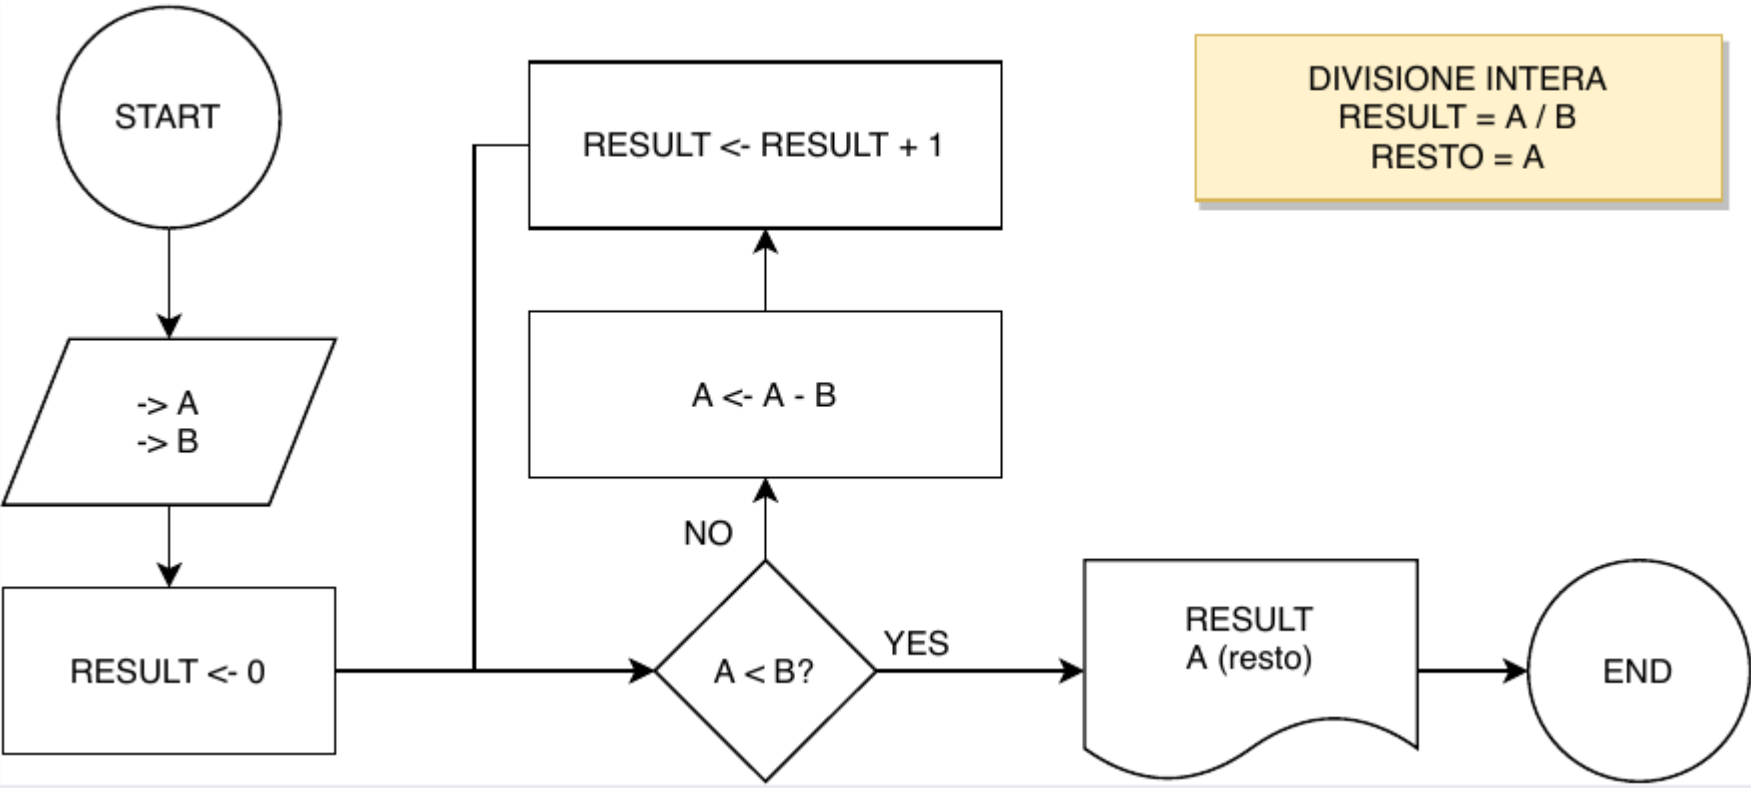 START
-> A
-> B
RESULT <- 0
A < B?
NO
A <- A - B
RESULT <- RESULT + 1
YES
RESULT
A (resto)
END
DIVISIONE INTERA
RESULT = A / B
RESTO = A